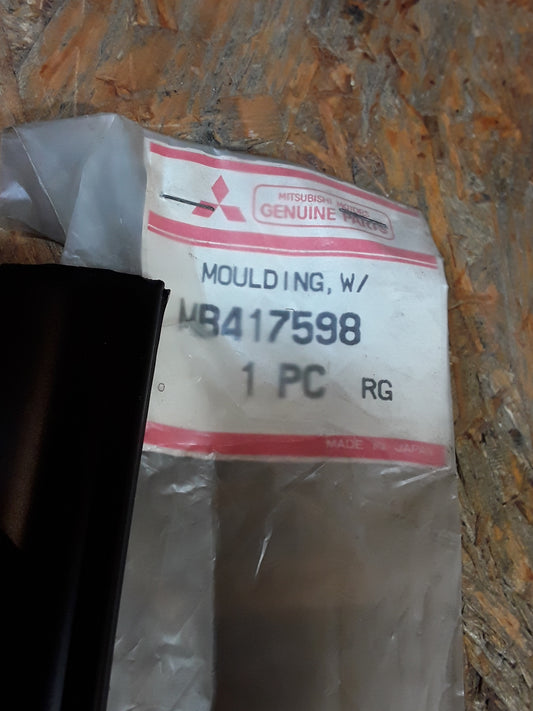 MITSUBISHI MOTORS
GENUINE PARTS
MOULDING, W/
MB417598
1 PC RG
MADE IN JAPAN